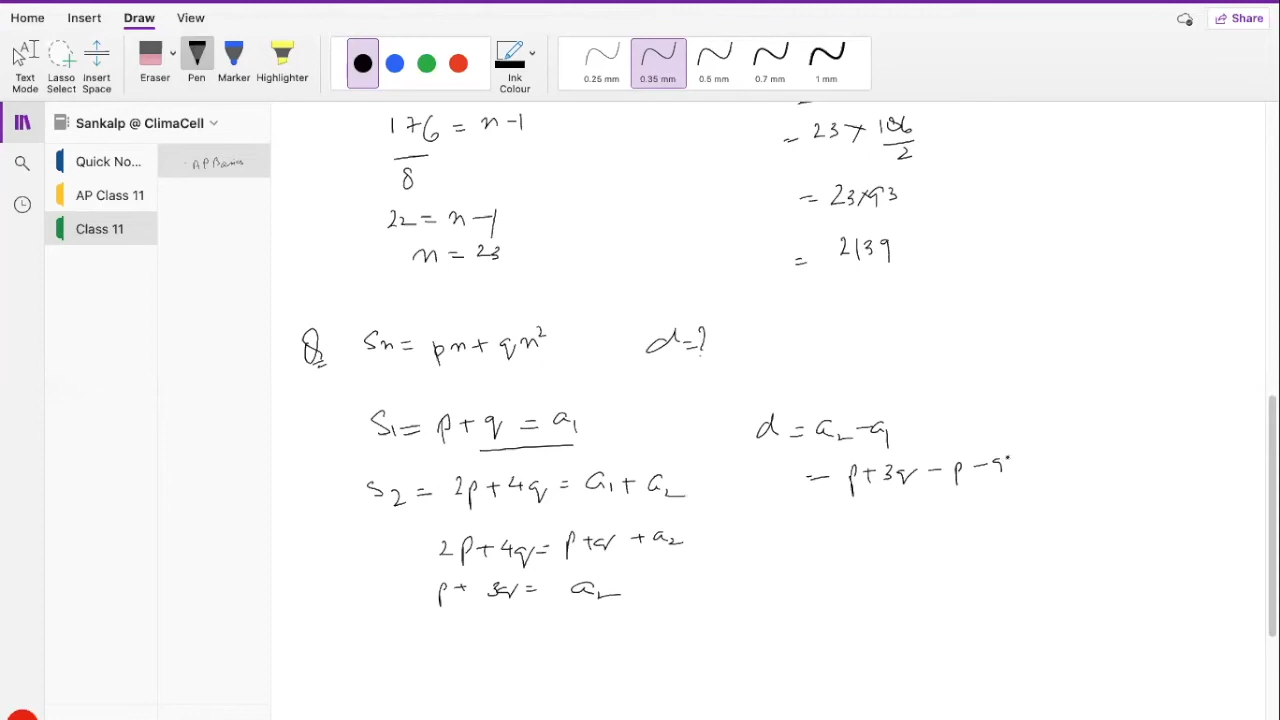 Home Insert Draw View
Share
Text Mode
Lasso Select
Insert Space
Eraser
Pen
Marker
Highlighter
Ink Colour
0.25 mm
0.35 mm
0.5 mm
0.7 mm
1 mm
Sankalp @ ClimaCell
Quick No...
AP Class 11
Class 11
AP Basics
176/8 = n-1
22 = n-1
n = 23
= 23 × 186/2
= 23×93
= 2139
Q Sn = pn + qn² d=?
S₁ = p + q = a₁
S₂ = 2p + 4q = a₁ + a₂
2p + 4q = p + q + a₂
p + 3q = a₂
d = a₂ - a₁
= p + 3q - p - q